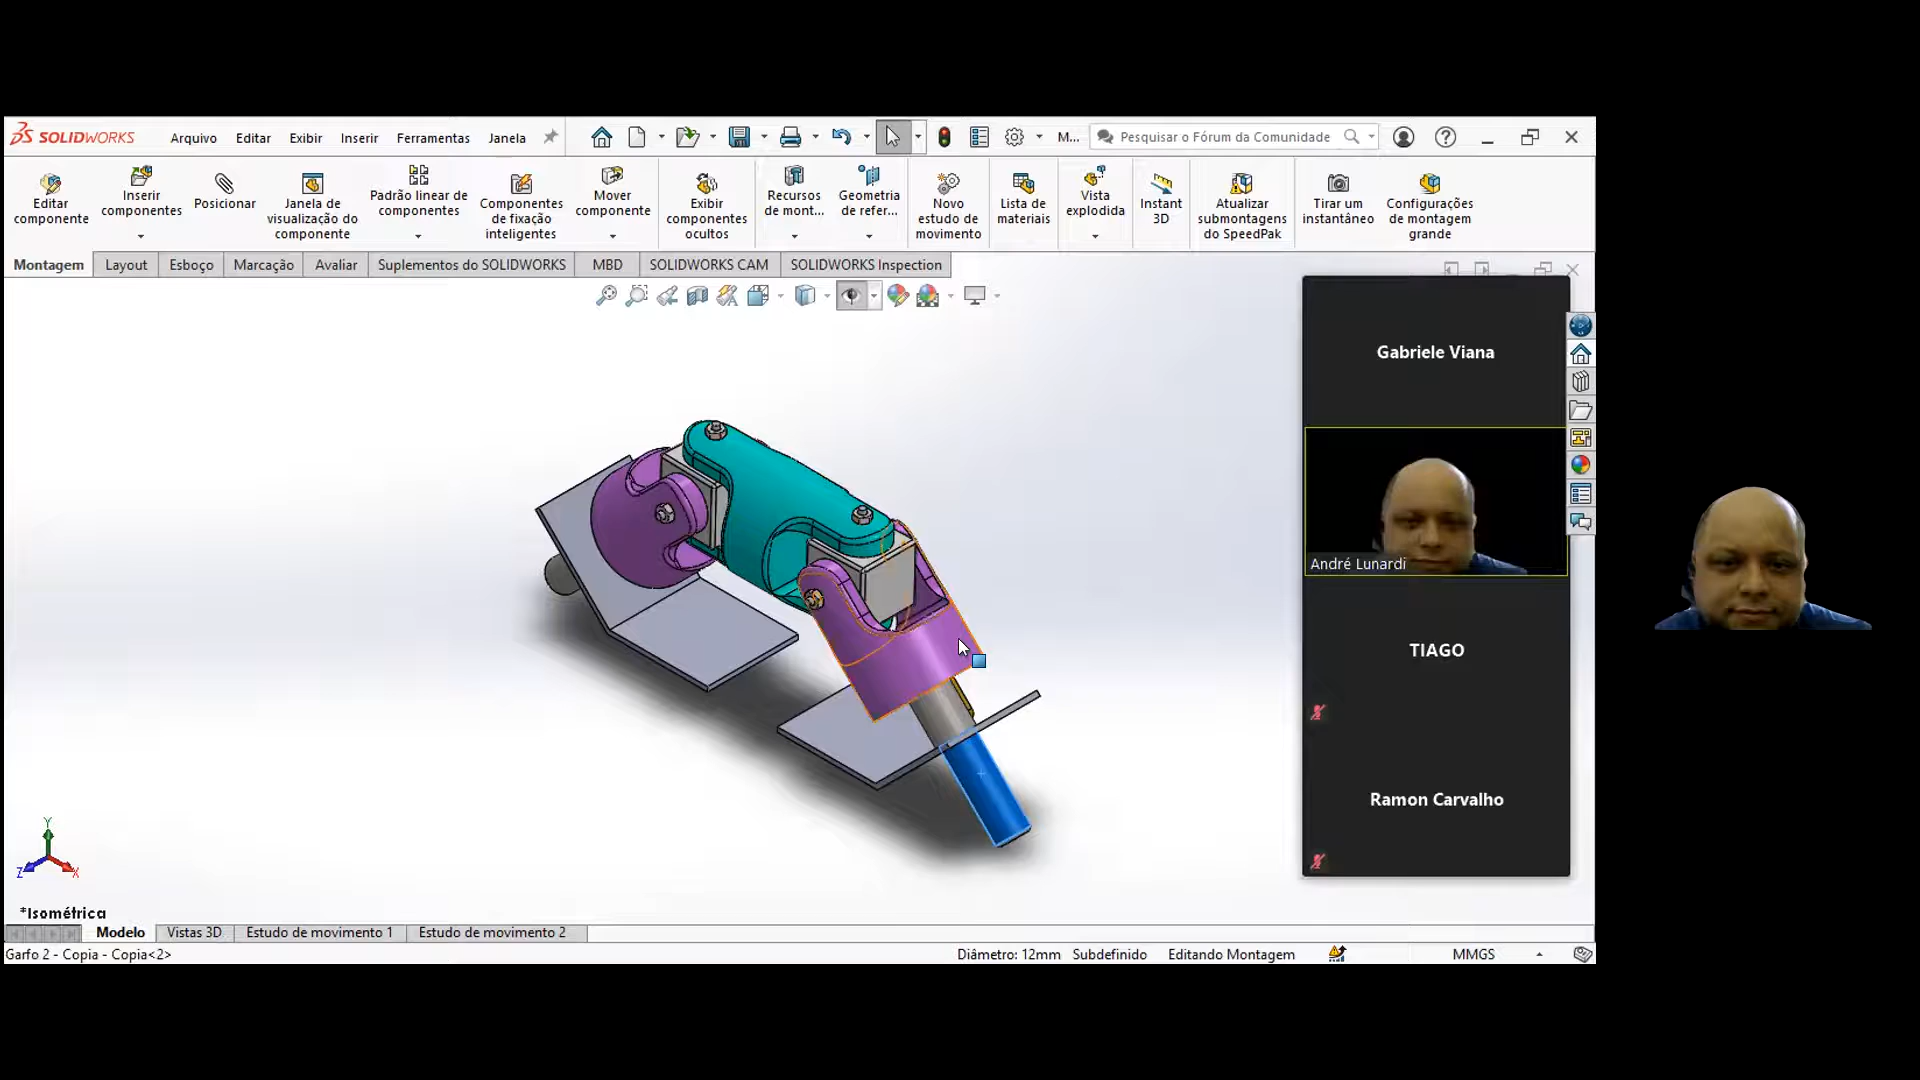 SOLIDWORKS
Arquivo Editar Exibir Inserir Ferramentas Janela
M...
Pesquisar o Fórum da Comunidade
Editar componente
Inserir componentes
Posicionar
Janela de visualização do componente
Padrão linear de componentes
Componentes de fixação inteligentes
Mover componente
Exibir componentes ocultos
Recursos de mont...
Geometria de refer...
Novo estudo de movimento
Lista de materiais
Vista explodida
Instant 3D
Atualizar submontagens do SpeedPak
Tirar um instantâneo
Configurações de montagem grande
Montagem Layout Esboço Marcação Avaliar Suplementos do SOLIDWORKS MBD SOLIDWORKS CAM SOLIDWORKS Inspection
Gabriele Viana
André Lunardi
TIAGO
Ramon Carvalho
Y
Z
X
*Isométrica
Modelo Vistas 3D Estudo de movimento 1 Estudo de movimento 2
Garfo 2 - Copia - Copia<2>
Diâmetro: 12mm Subdefinido Editando Montagem MMGS